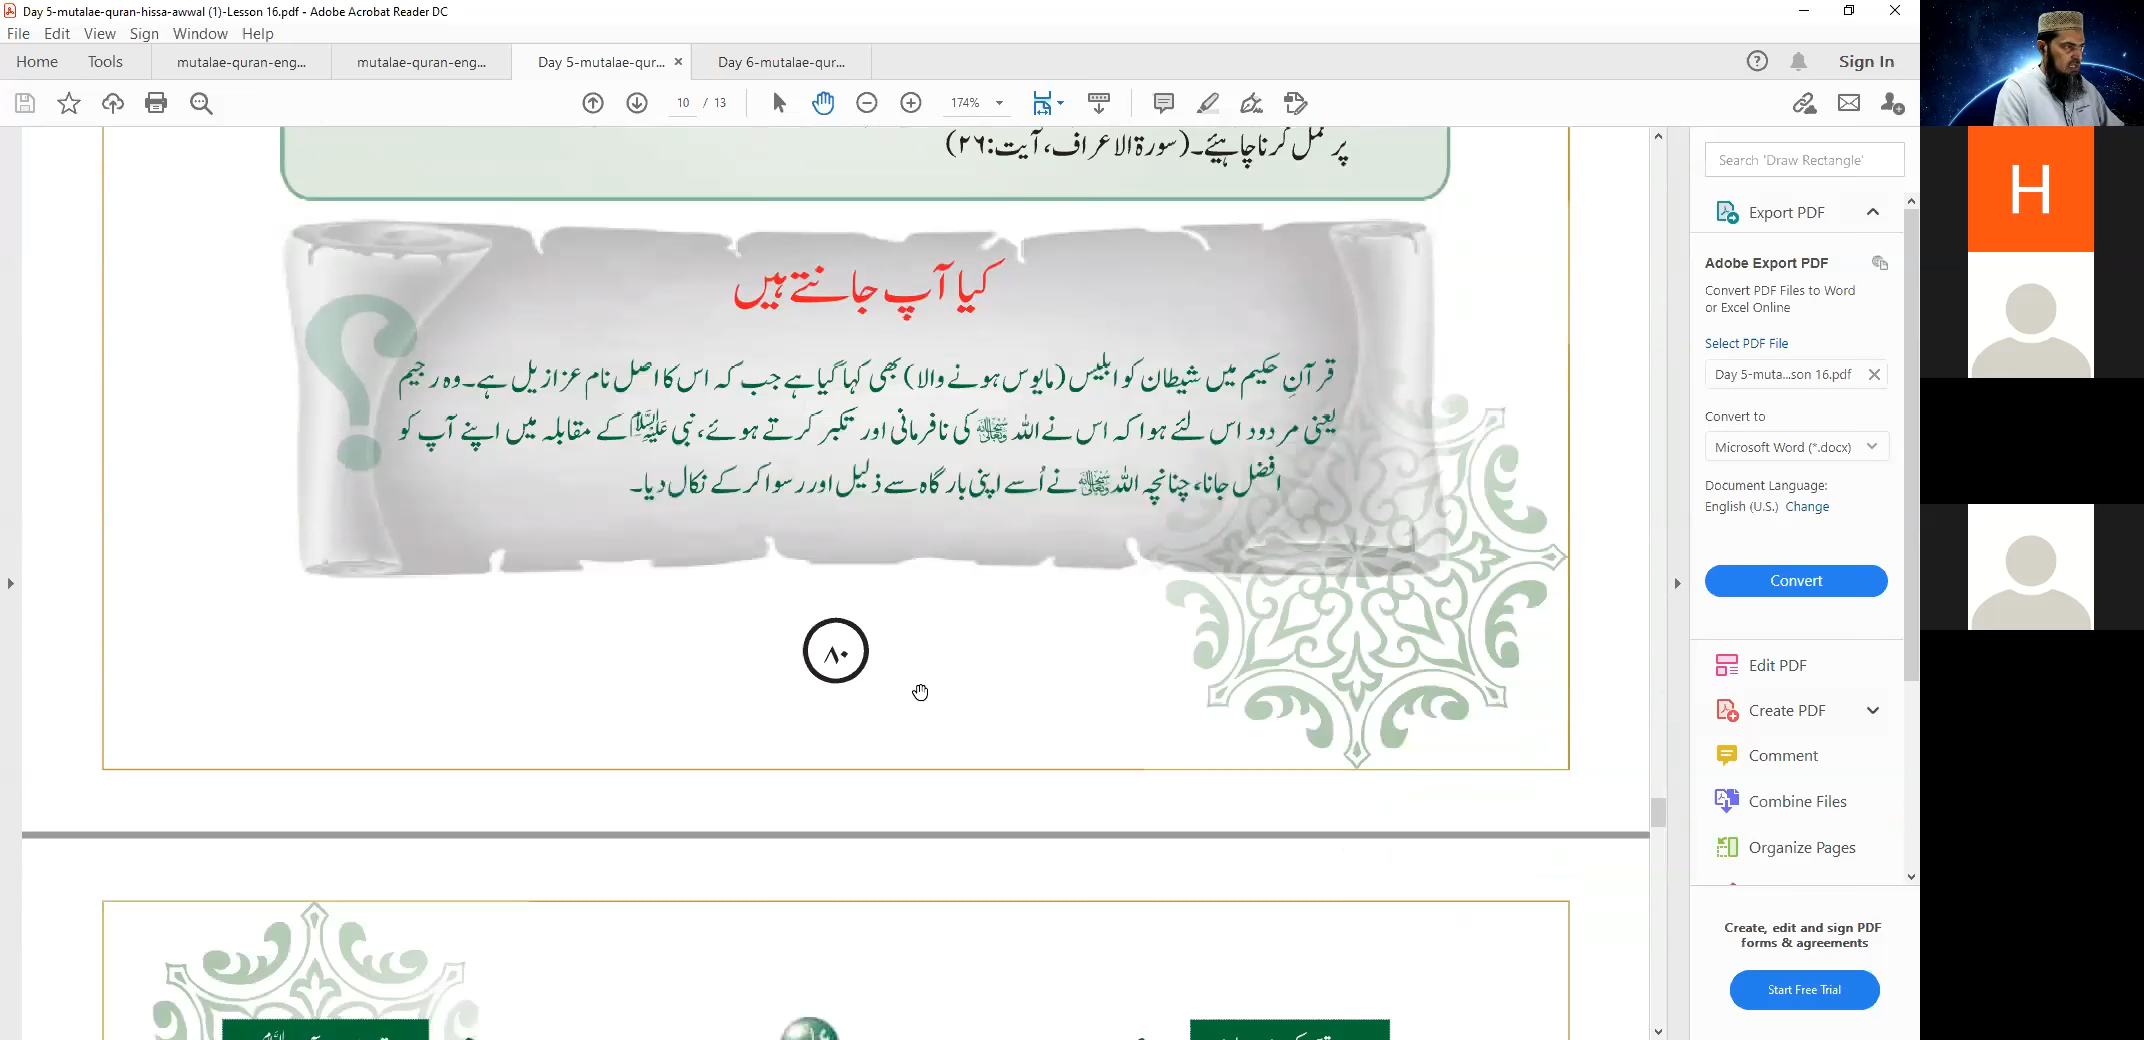 Day 5-mutalae-quran-hissa-awwal (1)-Lesson 16.pdf - Adobe Acrobat Reader DC
File Edit View Sign Window Help
Home Tools mutalae-quran-eng... mutalae-quran-eng... Day 5-mutalae-qur... Day 6-mutalae-qur... Sign In
10 / 13 174%
پر عمل کرنا چاہیئے۔ (سورۃ الاعراف، آیت:۲۶)
کیا آپ جانتے ہیں
؟
قرآنِ حکیم میں شیطان کو ابلیس (مایوس ہونے والا) بھی کہا گیا ہے جب کہ اس کا اصل نام عزازیل ہے۔ وہ رجیم
یعنی مردود اس لئے ہوا کہ اس نے اللہ سبحانہ وتعالیٰ کی نافرمانی اور تکبر کرتے ہوئے، نبی علیہ السلام کے مقابلہ میں اپنے آپ کو
افضل جانا، چنانچہ اللہ سبحانہ وتعالیٰ نے اُسے اپنی بارگاہ سے ذلیل اور رسوا کر کے نکال دیا۔
۸۰
Search 'Draw Rectangle'
Export PDF
Adobe Export PDF
Convert PDF Files to Word
or Excel Online
Select PDF File
Day 5-muta...son 16.pdf
Convert to
Microsoft Word (*.docx)
Document Language:
English (U.S.) Change
Convert
Edit PDF
Create PDF
Comment
Combine Files
Organize Pages
Create, edit and sign PDF
forms & agreements
Start Free Trial
H